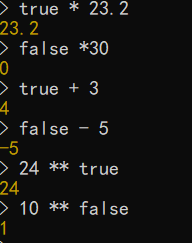 > true * 23.2
23.2
> false *30
0
> true + 3
4
> false - 5
-5
> 24 ** true
24
> 10 ** false
1